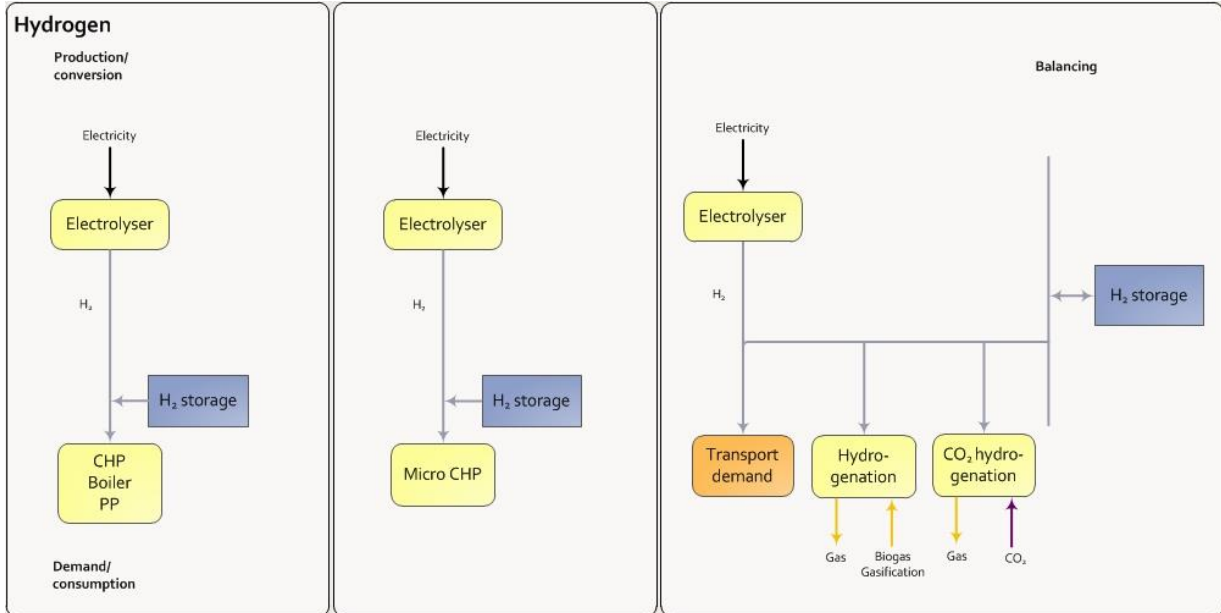 Hydrogen
Production/
conversion
Electricity
Electrolyser
H₂
H₂ storage
CHP
Boiler
PP
Demand/
consumption
Electricity
Electrolyser
H₂
H₂ storage
Micro CHP
Balancing
Electricity
Electrolyser
H₂
H₂ storage
Transport
demand
Hydro-
genation
CO₂ hydro-
genation
Gas
Biogas
Gasification
Gas
CO₂